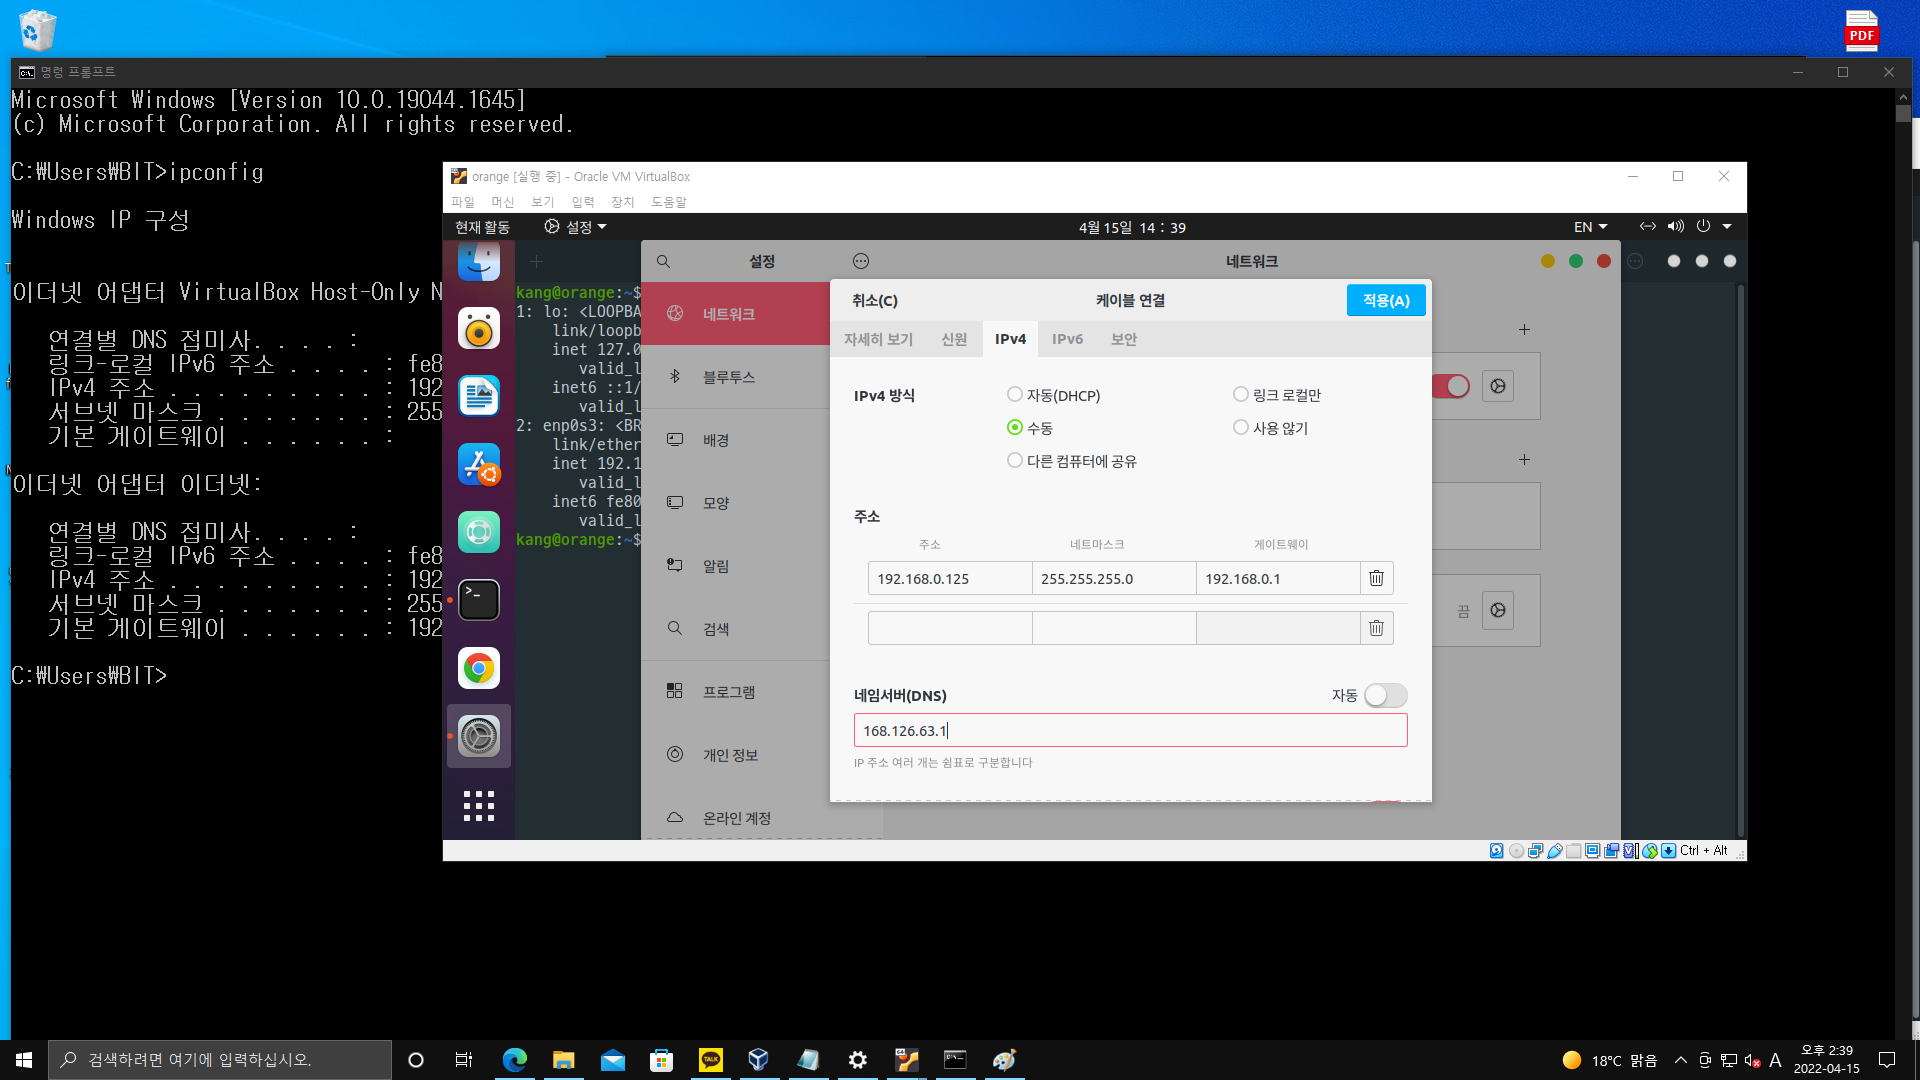 PDF
명령 프롬프트
Microsoft Windows [Version 10.0.19044.1645]
(c) Microsoft Corporation. All rights reserved.
C:₩Users₩BIT>ipconfig
Windows IP 구성
이더넷 어댑터 VirtualBox Host-Only N
연결별 DNS 접미사. . . . :
링크-로컬 IPv6 주소 . . . . : fe8
IPv4 주소 . . . . . . . . . : 192
서브넷 마스크 . . . . . . . : 255
기본 게이트웨이 . . . . . . :
이더넷 어댑터 이더넷:
연결별 DNS 접미사. . . . :
링크-로컬 IPv6 주소 . . . . : fe8
IPv4 주소 . . . . . . . . . : 192
서브넷 마스크 . . . . . . . : 255
기본 게이트웨이 . . . . . . : 192
C:₩Users₩BIT>
orange [실행 중] - Oracle VM VirtualBox
파일 머신 보기 입력 장치 도움말
현재 활동 설정 4월 15일 14 : 39 EN
설정 네트워크
kang@orange:~$
1: lo: <LOOPBA
link/loopb
inet 127.0
valid_l
inet6 ::1/
valid_l
2: enp0s3: <BR
link/ether
inet 192.1
valid_l
inet6 fe80
valid_l
kang@orange:~$
네트워크
블루투스
배경
모양
알림
검색
프로그램
개인 정보
온라인 계정
취소(C) 케이블 연결 적용(A)
자세히 보기 신원 IPv4 IPv6 보안
IPv4 방식 자동(DHCP) 링크 로컬만
수동 사용 않기
다른 컴퓨터에 공유
주소
주소 네트마스크 게이트웨이
192.168.0.125 255.255.255.0 192.168.0.1
네임서버(DNS) 자동
168.126.63.1
IP 주소 여러 개는 쉼표로 구분합니다
끔
Ctrl + Alt
검색하려면 여기에 입력하십시오.
TALK
18°C 맑음 A 오후 2:39
2022-04-15